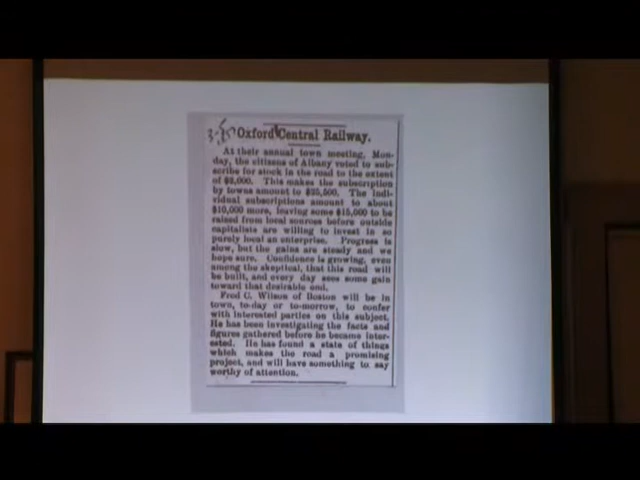 Oxford Central Railway.
At their annual town meeting, Mon-
day, the citizens of Albany voted to sub-
scribe for stock in the road to the extent
of $8,000. This makes the subscription
by towns amount to $35,500. The indi-
vidual subscriptions amount to about
$10,000 more, leaving some $15,000 to be
raised from local sources before outside
capitalists are willing to invest in so
purely local an enterprise. Progress is
slow, but the gains are steady and we
hope sure. Confidence is growing, even
among the skeptical, that this road will
be built, and every day sees some gain
toward that desirable end.
Fred C. Wilson of Boston will be in
town, to-day or to-morrow, to confer
with interested parties on this subject.
He has been investigating the facts and
figures gathered before he became inter-
ested. He has found a state of things
which makes the road a promising
project, and will have something to say
worthy of attention.